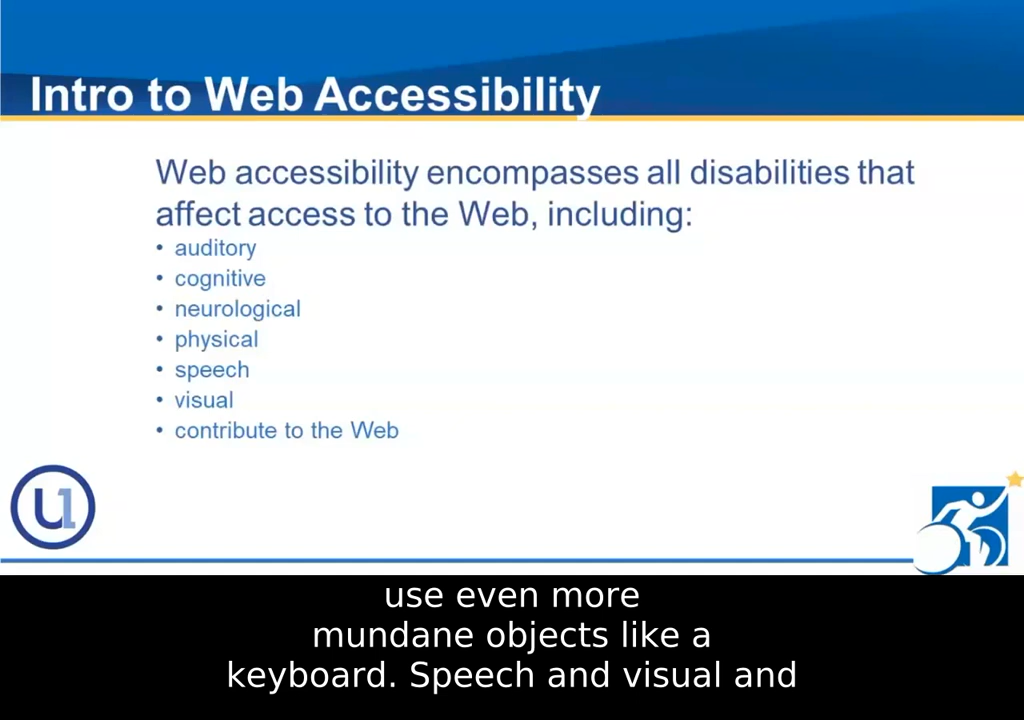 Intro to Web Accessibility
Web accessibility encompasses all disabilities that
affect access to the Web, including:
• auditory
• cognitive
• neurological
• physical
• speech
• visual
• contribute to the Web
U1
use even more
mundane objects like a
keyboard. Speech and visual and